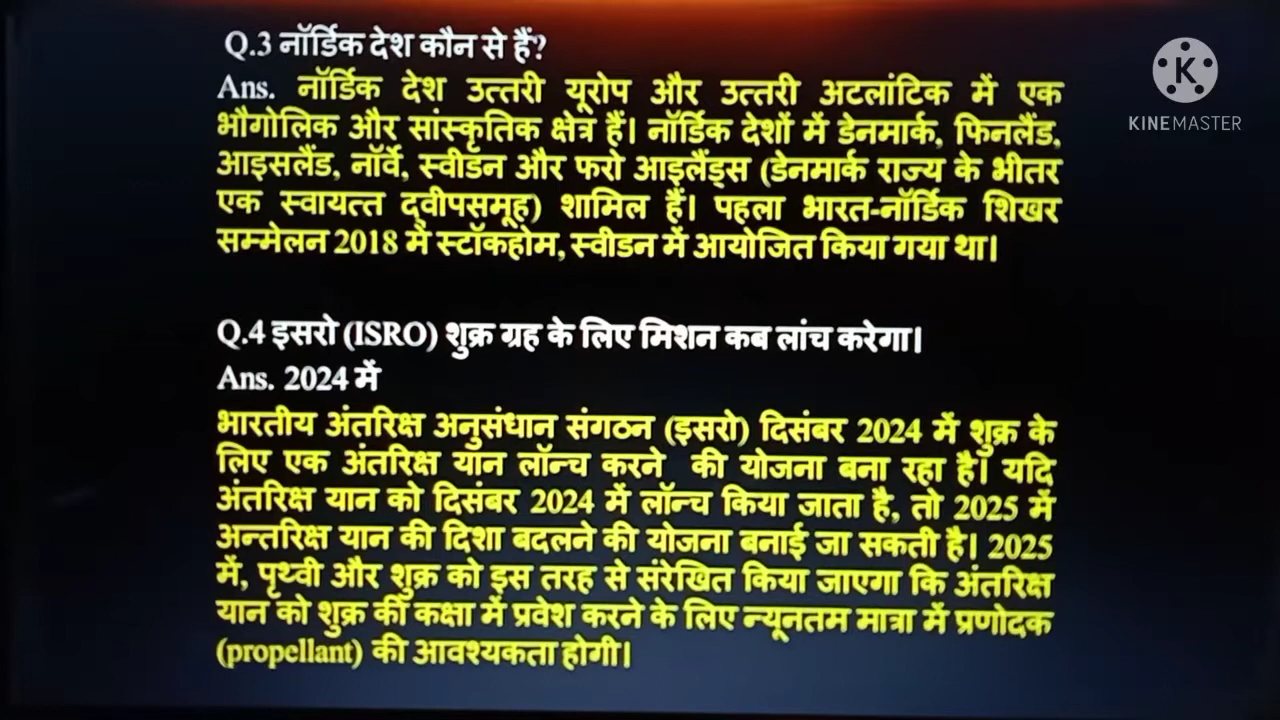 Q.3 नॉर्डिक देश कौन से हैं?
Ans. नॉर्डिक देश उत्तरी यूरोप और उत्तरी अटलांटिक में एक
भौगोलिक और सांस्कृतिक क्षेत्र हैं। नॉर्डिक देशों में डेनमार्क, फिनलैंड,
आइसलैंड, नॉर्वे, स्वीडन और फरो आइलैंड्स (डेनमार्क राज्य के भीतर
एक स्वायत्त द्वीपसमूह) शामिल हैं। पहला भारत-नॉर्डिक शिखर
सम्मेलन 2018 में स्टॉकहोम, स्वीडन में आयोजित किया गया था।
Q.4 इसरो (ISRO) शुक्र ग्रह के लिए मिशन कब लांच करेगा।
Ans. 2024 में
भारतीय अंतरिक्ष अनुसंधान संगठन (इसरो) दिसंबर 2024 में शुक्र के
लिए एक अंतरिक्ष यान लॉन्च करने की योजना बना रहा है। यदि
अंतरिक्ष यान को दिसंबर 2024 में लॉन्च किया जाता है, तो 2025 में
अन्तरिक्ष यान की दिशा बदलने की योजना बनाई जा सकती है। 2025
में, पृथ्वी और शुक्र को इस तरह से संरेखित किया जाएगा कि अंतरिक्ष
यान को शुक्र की कक्षा में प्रवेश करने के लिए न्यूनतम मात्रा में प्रणोदक
(propellant) की आवश्यकता होगी।
K
KINEMASTER